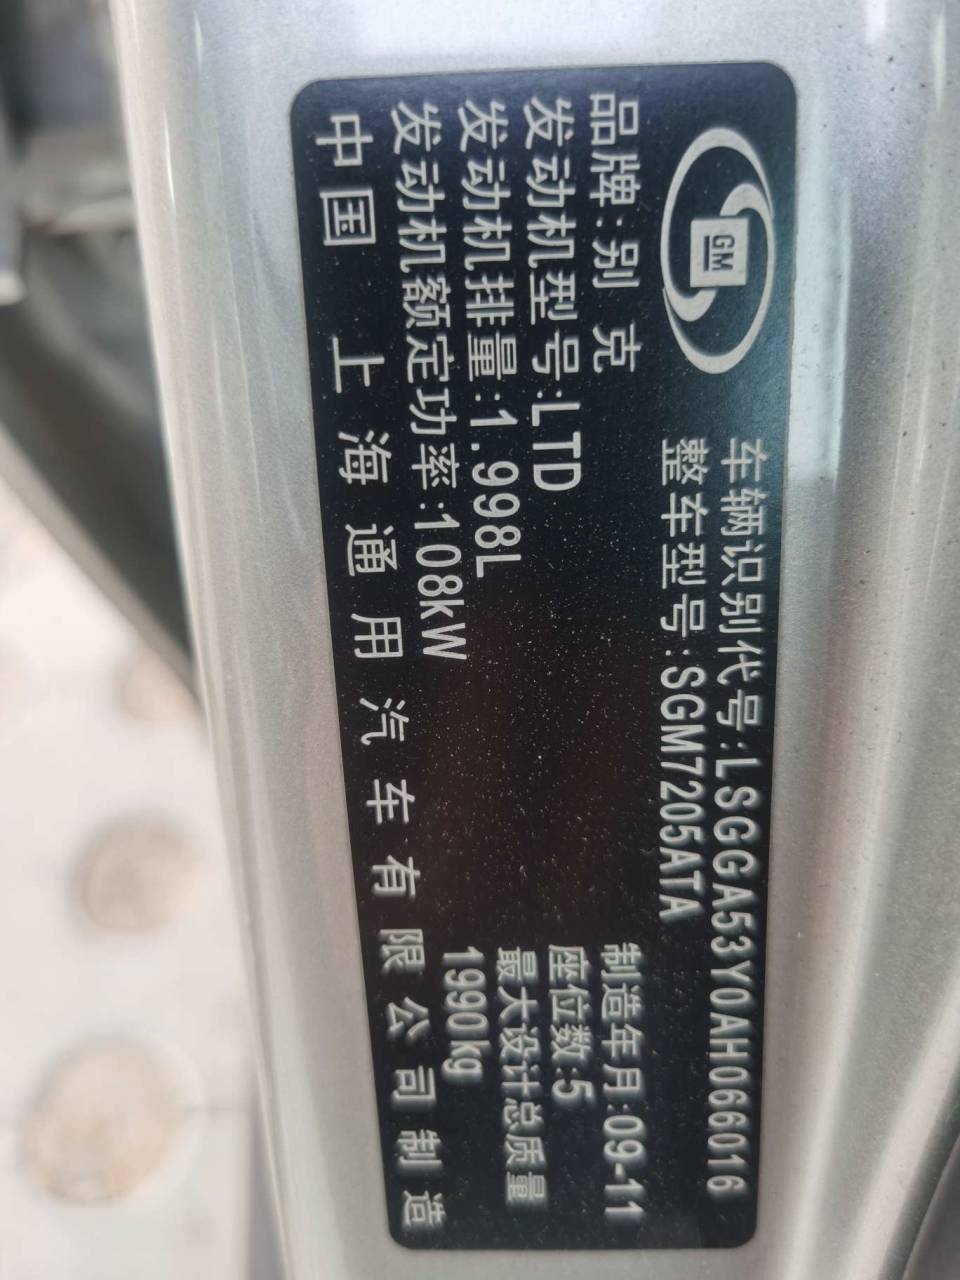 GM
车辆识别代号:LSGGA53Y0AH066016
整车型号:SGM7205ATA
品牌:别克
制造年月:09-11
发动机型号:LTD
座位数:5
发动机排量:1.998L
最大设计总质量
发动机额定功率:108kW
1990kg
中国上海通用汽车有限公司制造